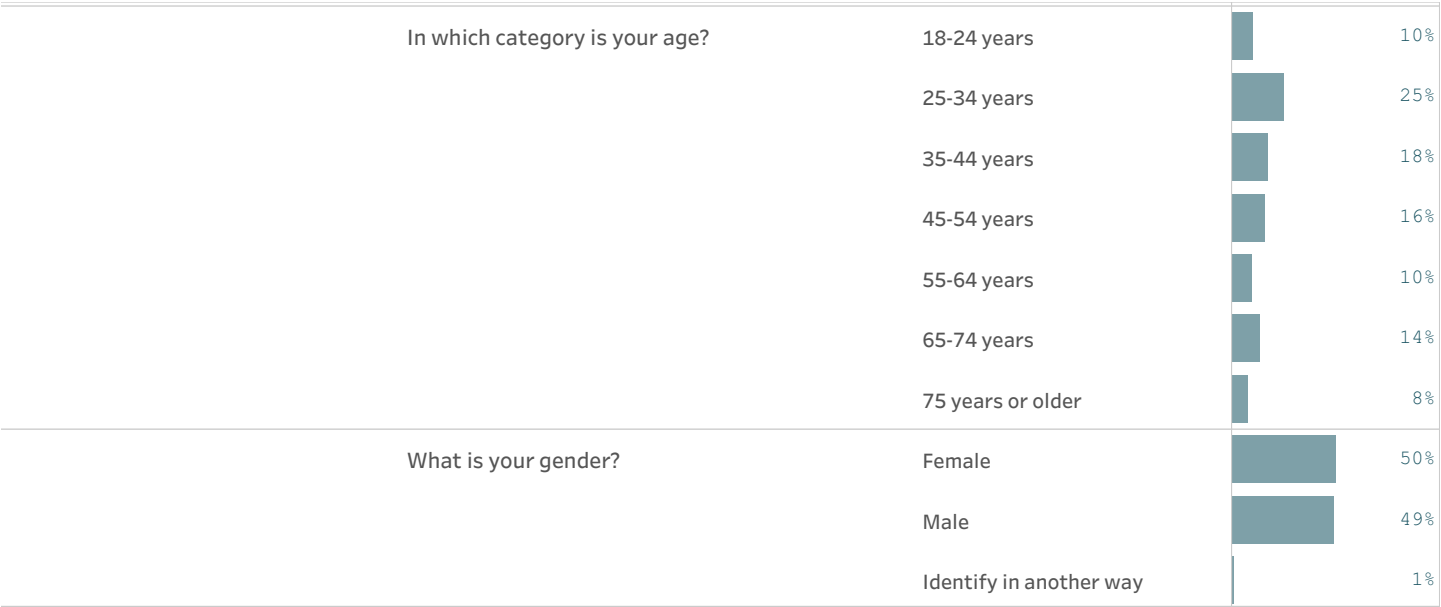 In which category is your age? 18-24 years 10%
25-34 years 25%
35-44 years 18%
45-54 years 16%
55-64 years 10%
65-74 years 14%
75 years or older 8%
What is your gender? Female 50%
Male 49%
Identify in another way 1%